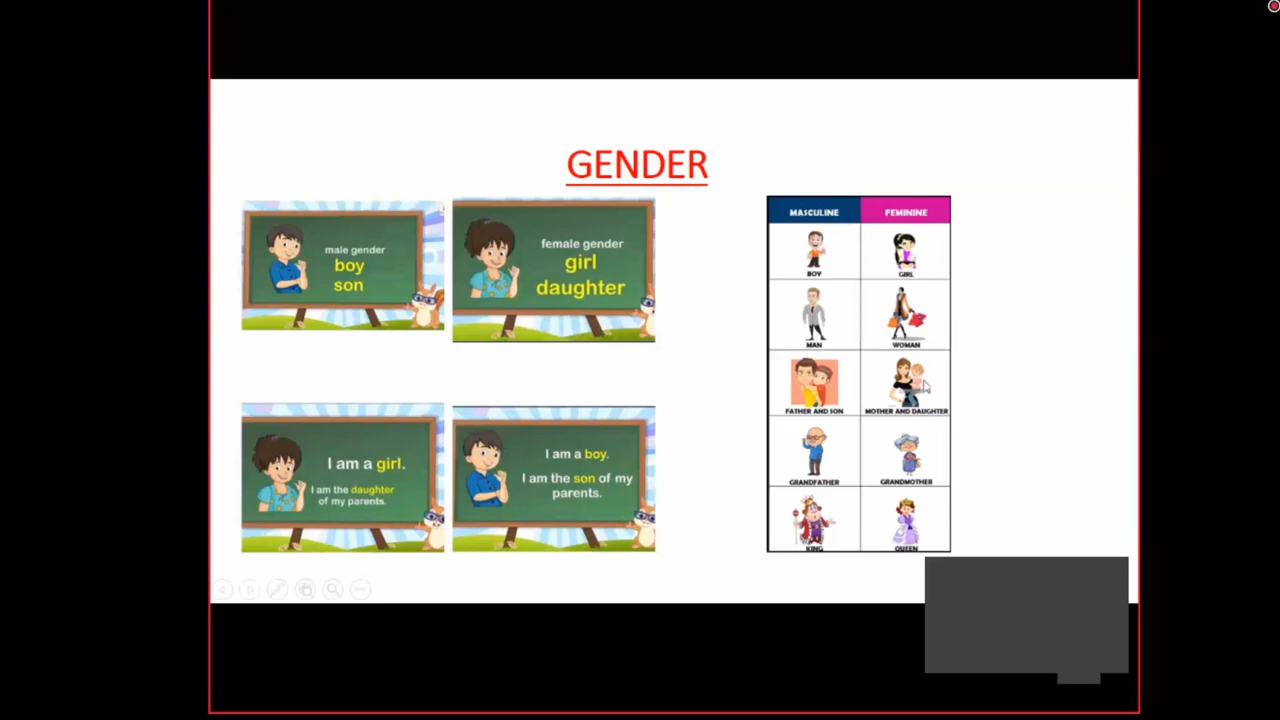 GENDER
male gender
boy
son
female gender
girl
daughter
I am a girl.
I am the daughter
of my parents.
I am a boy.
I am the son of my
parents.
MASCULINE FEMININE
BOY GIRL
MAN WOMAN
FATHER AND SON MOTHER AND DAUGHTER
GRANDFATHER GRANDMOTHER
KING QUEEN